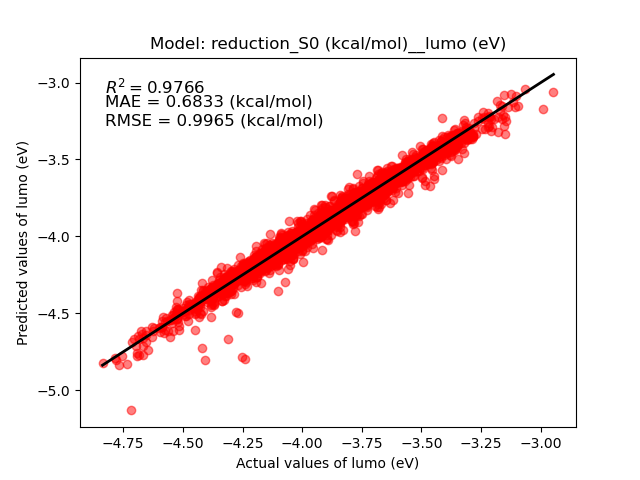 Model: reduction_S0 (kcal/mol)__lumo (eV)
R² = 0.9766
MAE = 0.6833 (kcal/mol)
RMSE = 0.9965 (kcal/mol)
Predicted values of lumo (eV)
−3.0
−3.5
−4.0
−4.5
−5.0
−4.75 −4.50 −4.25 −4.00 −3.75 −3.50 −3.25 −3.00
Actual values of lumo (eV)